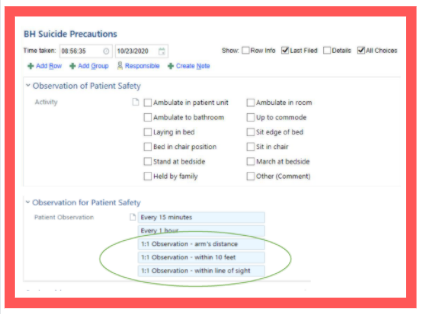 BH Suicide Precautions
Time taken: 08:56:35 10/23/2020 Show: Row Info Last Filed Details All Choices
Add Row Add Group Responsible Create Note
Observation of Patient Safety
Activity Ambulate in patient unit Ambulate in room
Ambulate to bathroom Up to commode
Laying in bed Sit edge of bed
Bed in chair position Sit in chair
Stand at bedside March at bedside
Held by family Other (Comment)
Observation for Patient Safety
Patient Observation Every 15 minutes
Every 1 hour
1:1 Observation - arm's distance
1:1 Observation - within 10 feet
1:1 Observation - within line of sight